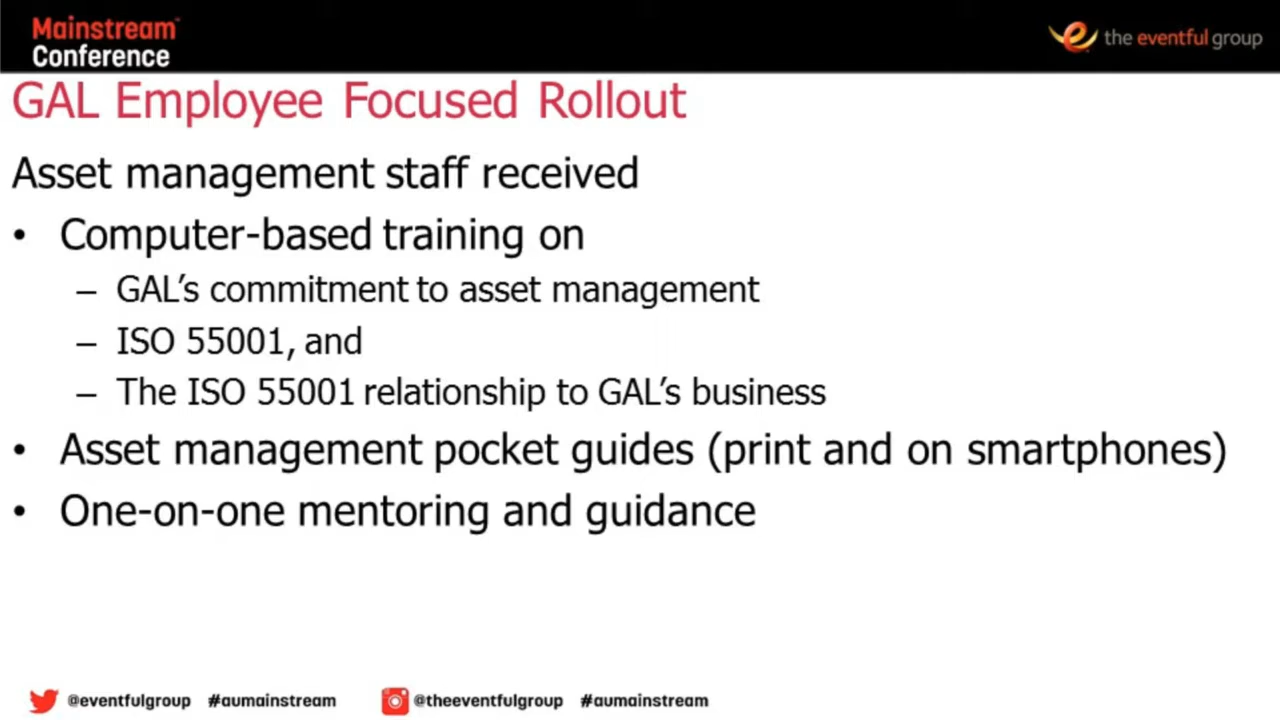 Mainstream™
Conference
the eventful group
GAL Employee Focused Rollout
Asset management staff received
• Computer-based training on
– GAL’s commitment to asset management
– ISO 55001, and
– The ISO 55001 relationship to GAL’s business
• Asset management pocket guides (print and on smartphones)
• One-on-one mentoring and guidance
@eventfulgroup #aumainstream @theeventfulgroup #aumainstream